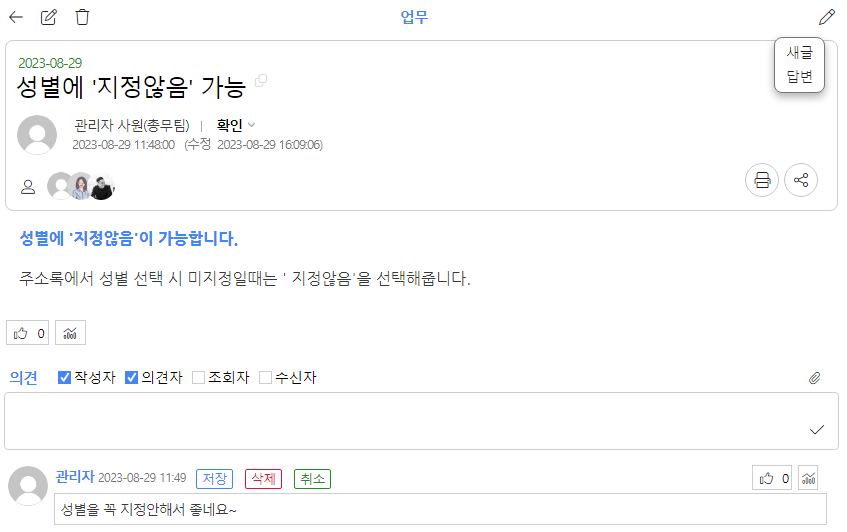 업무
새글
답변
2023-08-29
성별에 '지정않음' 가능
관리자 사원(총무팀) | 확인
2023-08-29 11:48:00 (수정 2023-08-29 16:09:06)
성별에 '지정않음'이 가능합니다.
주소록에서 성별 선택 시 미지정일때는 ' 지정않음'을 선택해줍니다.
0
의견 작성자 의견자 조회자 수신자
관리자 2023-08-29 11:49 저장 삭제 취소 0
성별을 꼭 지정안해서 좋네요~